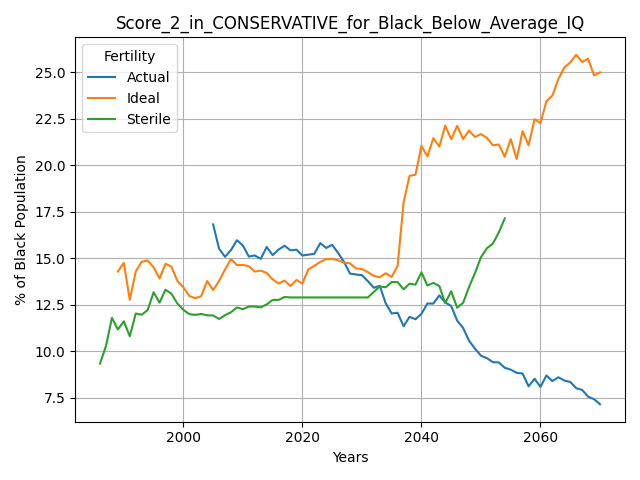 Score_2_in_CONSERVATIVE_for_Black_Below_Average_IQ
Fertility
Actual
Ideal
Sterile
% of Black Population
25.0
22.5
20.0
17.5
15.0
12.5
10.0
7.5
2000 2020 2040 2060
Years